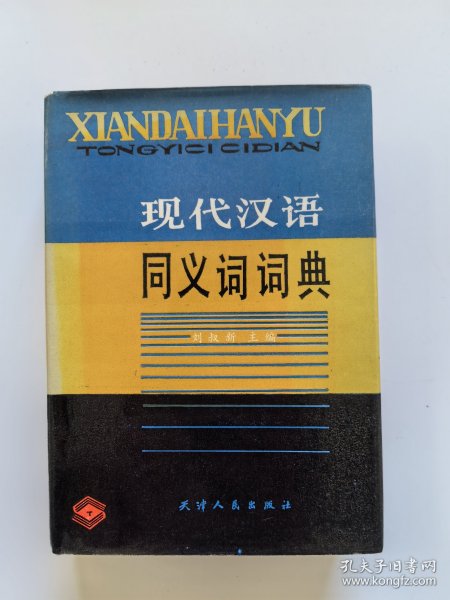 XIANDAIHANYU
TONGYICI CIDIAN
现代汉语
同义词词典
刘叔新 主编
天津人民出版社
孔夫子旧书网
www.kongfz.com